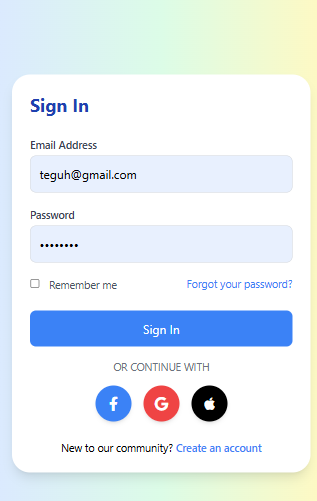 Sign In
Email Address
teguh@gmail.com
Password
••••••••
Remember me Forgot your password?
Sign In
OR CONTINUE WITH
f G
New to our community? Create an account